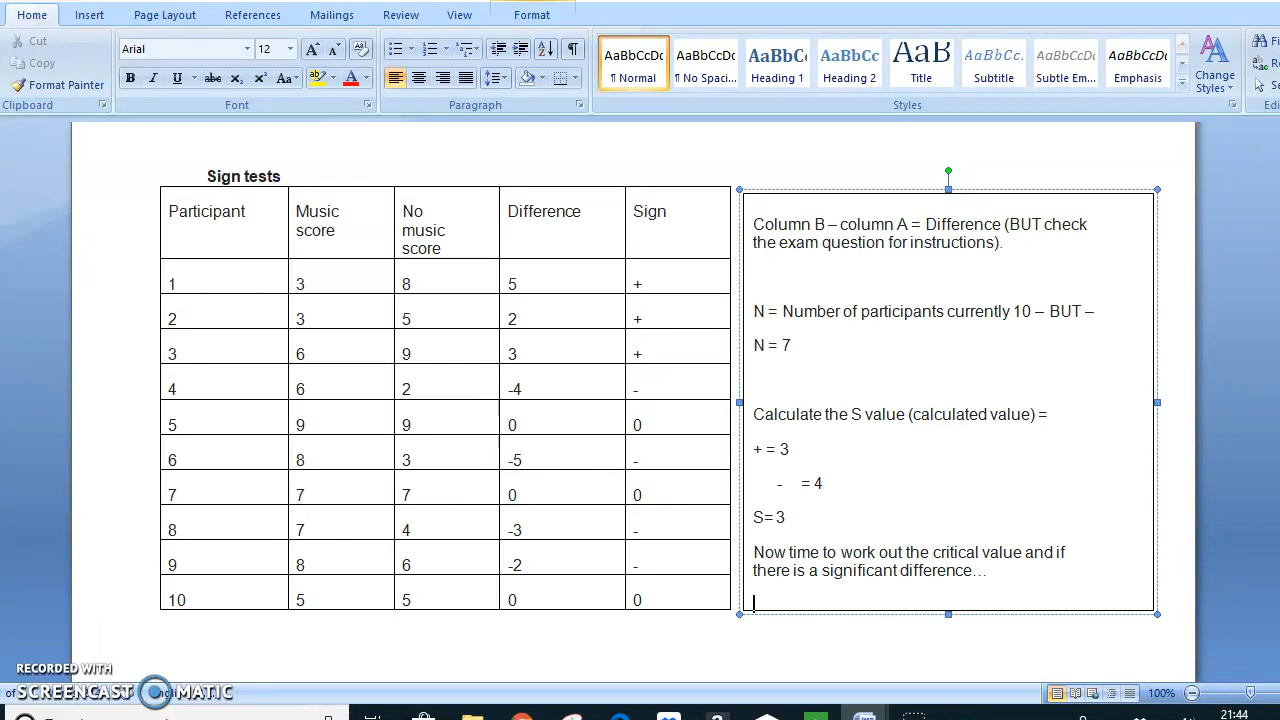 Home Insert Page Layout References Mailings Review View Format
Cut
Copy
Format Painter
Clipboard
Arial 12
B I U abc x₂ x² Aa
Font
Paragraph
AaBbCcDc AaBbCcDc AaBbC AaBbCc AaB AaBbCc. AaBbCcDc AaBbCcDc
¶ Normal ¶ No Spaci... Heading 1 Heading 2 Title Subtitle Subtle Em... Emphasis
Styles
Change
Styles
Sign tests
Participant Music score No music score Difference Sign
1 3 8 5 +
2 3 5 2 +
3 6 9 3 +
4 6 2 -4 -
5 9 9 0 0
6 8 3 -5 -
7 7 7 0 0
8 7 4 -3 -
9 8 6 -2 -
10 5 5 0 0
Column B – column A = Difference (BUT check
the exam question for instructions).
N = Number of participants currently 10 – BUT –
N = 7
Calculate the S value (calculated value) =
+ = 3
- = 4
S= 3
Now time to work out the critical value and if
there is a significant difference…
RECORDED WITH
SCREENCAST MATIC
100%
21:44